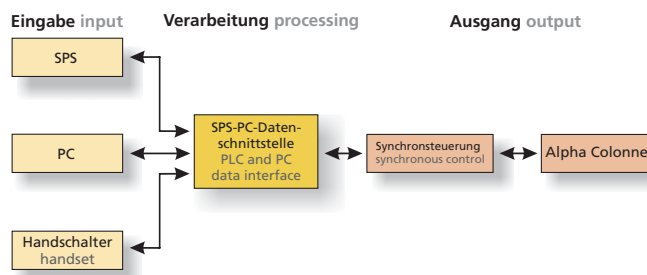 Eingabe input
Verarbeitung processing
Ausgang output
SPS
PC
Handschalter
handset
SPS-PC-Daten-
schnittstelle
PLC and PC
data interface
Synchronsteuerung
synchronous control
Alpha Colonne